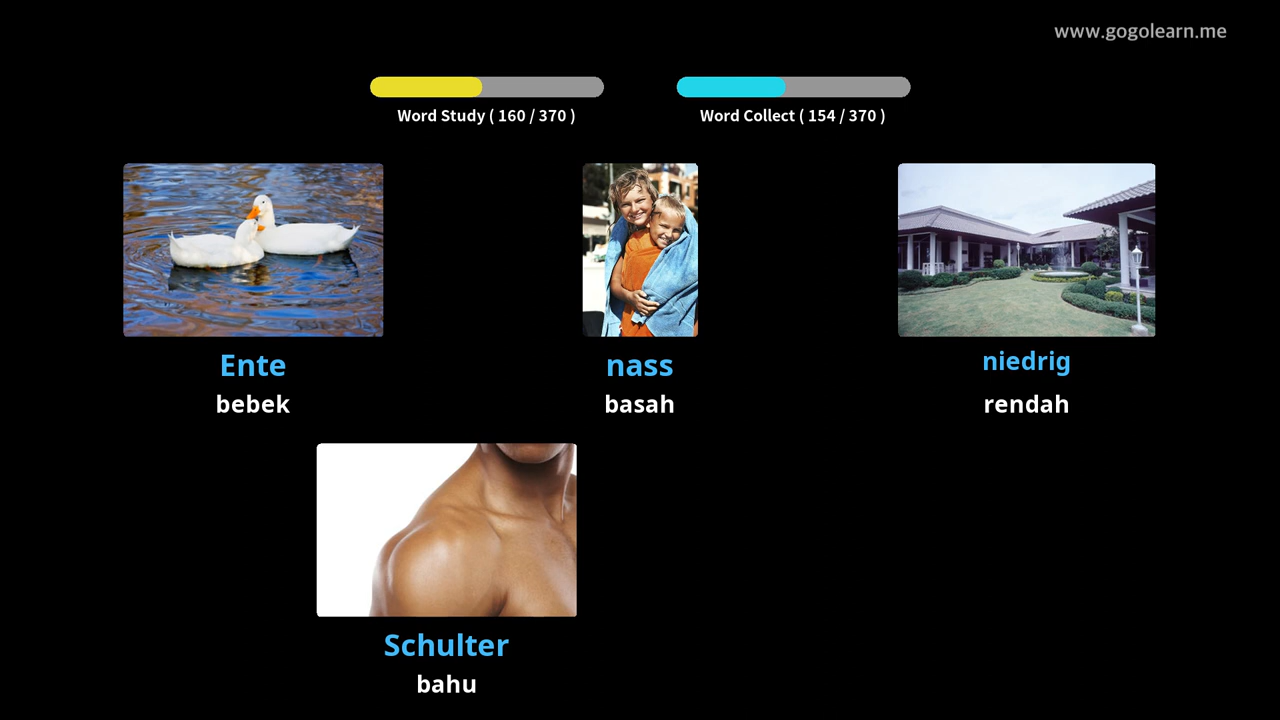 www.gogolearn.me
Word Study ( 160 / 370 )
Word Collect ( 154 / 370 )
Ente
bebek
nass
basah
niedrig
rendah
Schulter
bahu